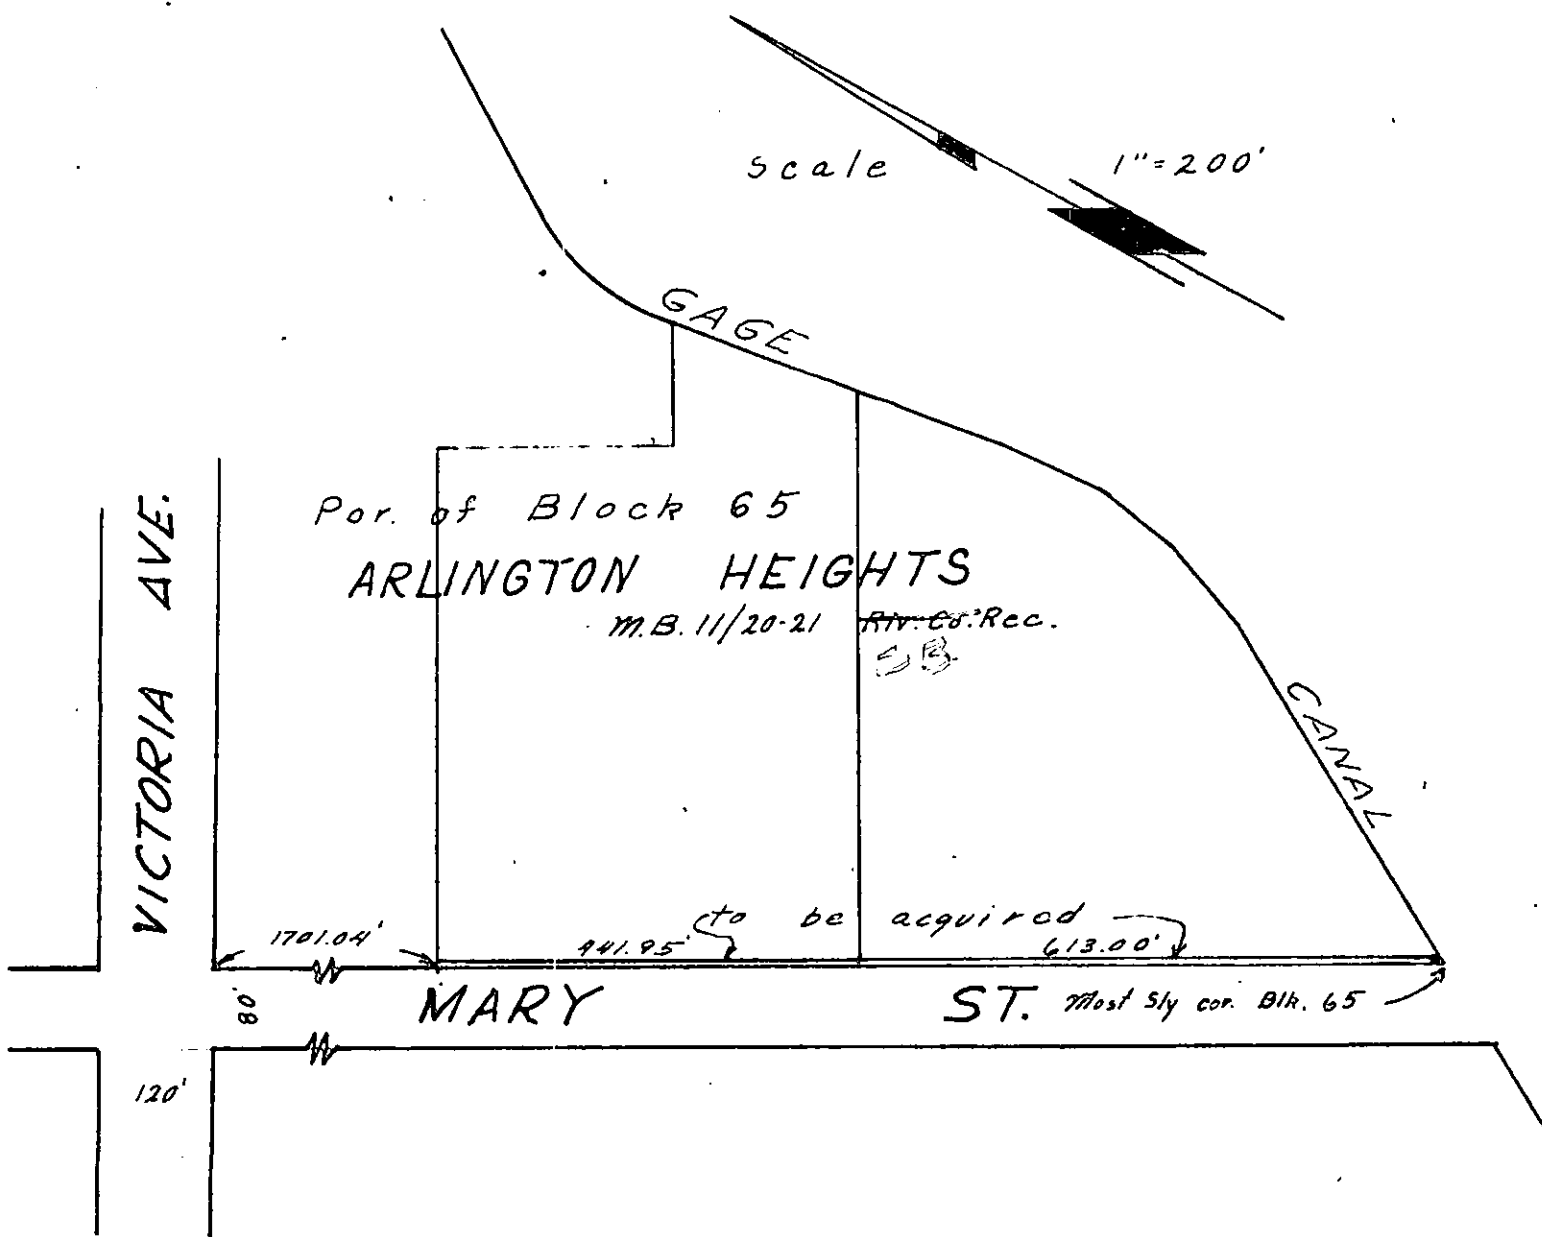 scale 1"=200'
GAGE
Por. of Block 65
ARLINGTON HEIGHTS
M.B. 11/20-21 Riv. Co. Rec.
SB
VICTORIA AVE.
CANAL
to be acquired
1701.04' 441.95' 613.00'
80'
MARY ST. Most Sly cor. Blk. 65
120'